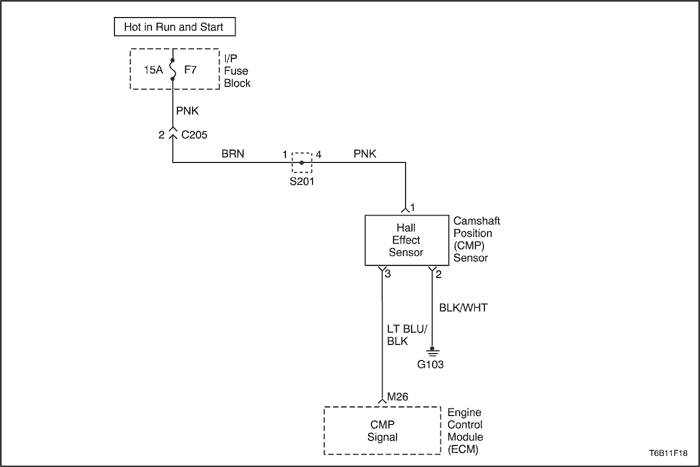 Hot in Run and Start
15A
F7
I/P
Fuse
Block
PNK
2
C205
BRN
1
4
PNK
S201
1
Hall
Effect
Sensor
Camshaft
Position
(CMP)
Sensor
3
2
BLK/WHT
LT BLU/
BLK
G103
M26
CMP
Signal
Engine
Control
Module
(ECM)
T6B11F18